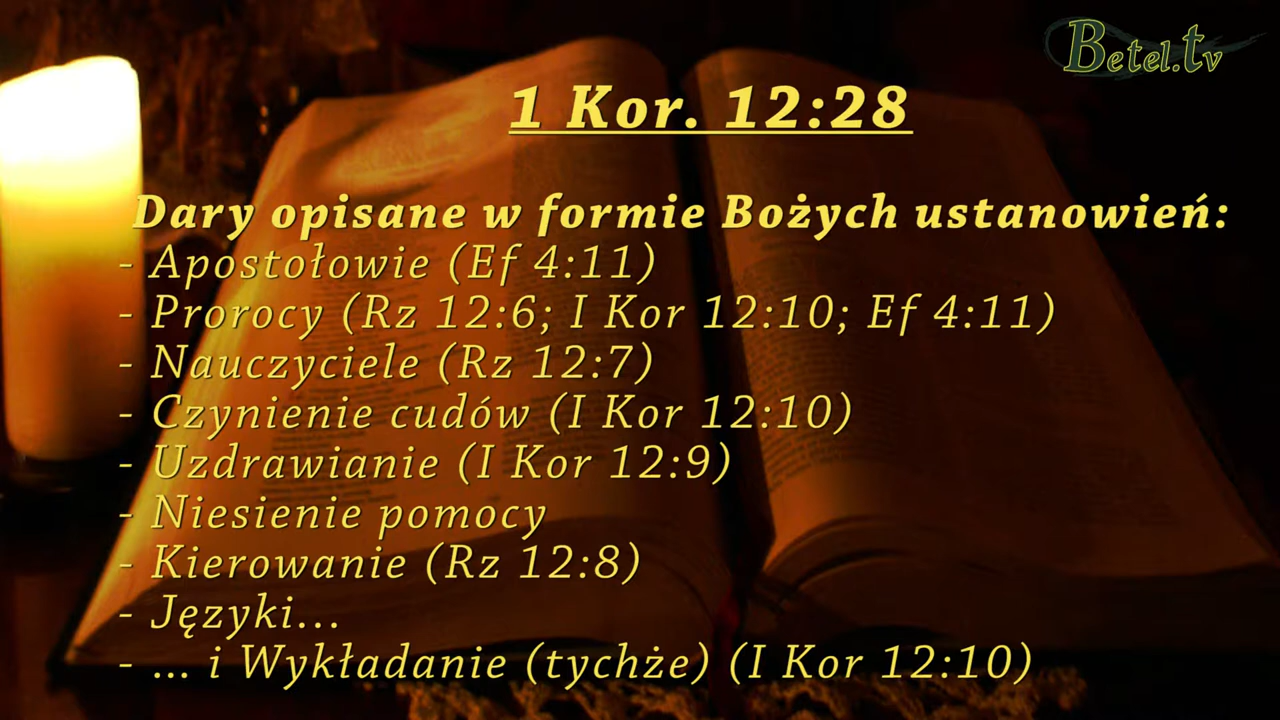 Betel.tv
1 Kor. 12:28
Dary opisane w formie Bożych ustanowień:
- Apostołowie (Ef 4:11)
- Prorocy (Rz 12:6; I Kor 12:10; Ef 4:11)
- Nauczyciele (Rz 12:7)
- Czynienie cudów (I Kor 12:10)
- Uzdrawianie (I Kor 12:9)
- Niesienie pomocy
- Kierowanie (Rz 12:8)
- Języki...
- ... i Wykładanie (tychże) (I Kor 12:10)